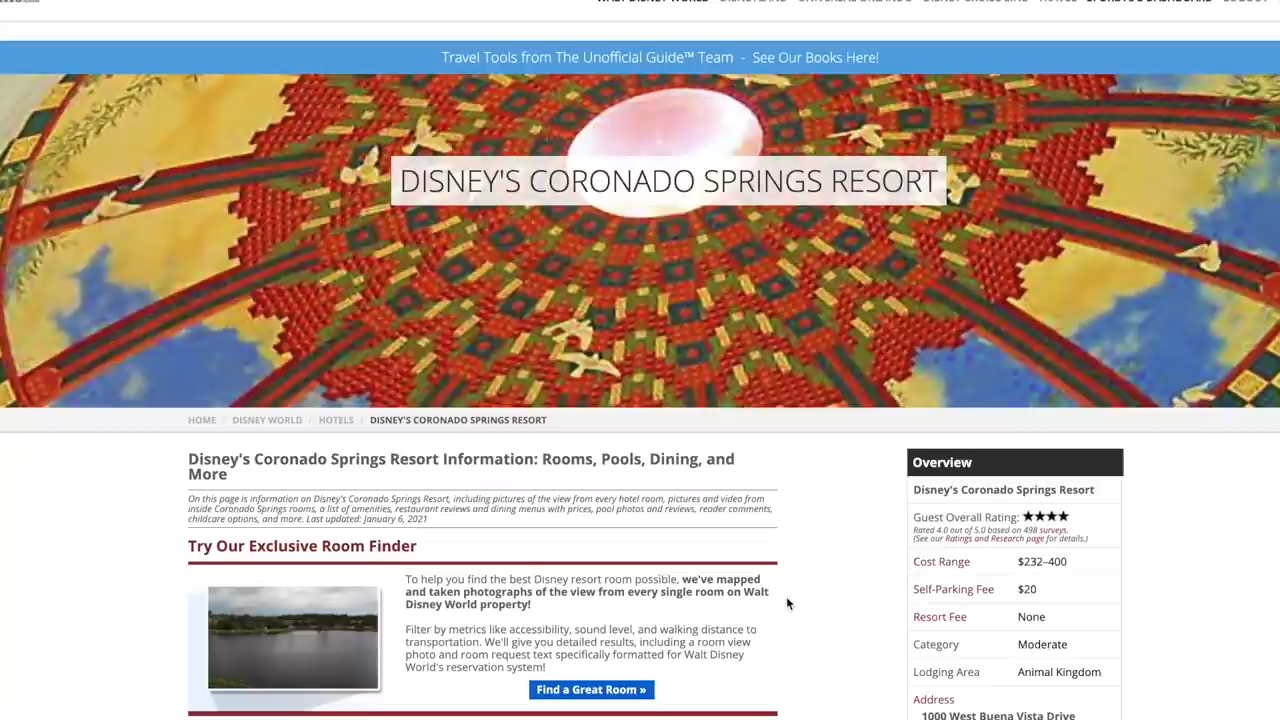 Travel Tools from The Unofficial Guide™ Team - See Our Books Here!
DISNEY'S CORONADO SPRINGS RESORT
HOME / DISNEY WORLD / HOTELS / DISNEY'S CORONADO SPRINGS RESORT
Disney's Coronado Springs Resort Information: Rooms, Pools, Dining, and
More
On this page is information on Disney's Coronado Springs Resort, including pictures of the view from every hotel room, pictures and video from
inside Coronado Springs rooms, a list of amenities, restaurant reviews and dining menus with prices, pool photos and reviews, reader comments,
childcare options, and more. Last updated: January 6, 2021
Try Our Exclusive Room Finder
To help you find the best Disney resort room possible, we've mapped
and taken photographs of the view from every single room on Walt
Disney World property!
Filter by metrics like accessibility, sound level, and walking distance to
transportation. We'll give you detailed results, including a room view
photo and room request text specifically formatted for Walt Disney
World's reservation system!
Find a Great Room »
Overview
Disney's Coronado Springs Resort
Guest Overall Rating: ★★★★
Rated 4.0 out of 5.0 based on 498 surveys.
(See our Ratings and Research page for details.)
Cost Range $232–400
Self-Parking Fee $20
Resort Fee None
Category Moderate
Lodging Area Animal Kingdom
Address
1000 West Buena Vista Drive